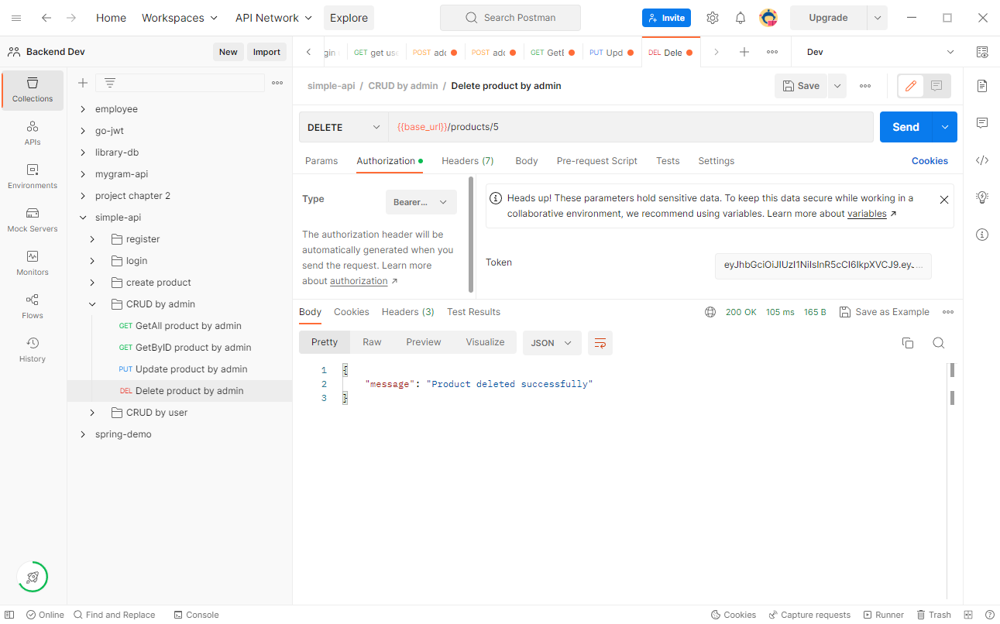 Home Workspaces API Network Explore Search Postman Invite Upgrade
Backend Dev New Import
gin GET get use POST adc POST adc GET GetE PUT Upd DEL Dele Dev
simple-api / CRUD by admin / Delete product by admin Save
DELETE {{base_url}}/products/5 Send
Params Authorization Headers (7) Body Pre-request Script Tests Settings Cookies
Collections
APIs
Environments
Mock Servers
Monitors
Flows
History
employee
go-jwt
library-db
mygram-api
project chapter 2
simple-api
register
login
create product
CRUD by admin
GET GetAll product by admin
GET GetByID product by admin
PUT Update product by admin
DEL Delete product by admin
CRUD by user
spring-demo
Type Bearer...
The authorization header will be
automatically generated when you
send the request. Learn more
about authorization ↗
Heads up! These parameters hold sensitive data. To keep this data secure while working in a
collaborative environment, we recommend using variables. Learn more about variables ↗
Token
Body Cookies Headers (3) Test Results 200 OK 105 ms 165 B Save as Example
Pretty Raw Preview Visualize JSON
1 {
2 "message": "Product deleted successfully"
3 }
Online Find and Replace Console Cookies Capture requests Runner Trash